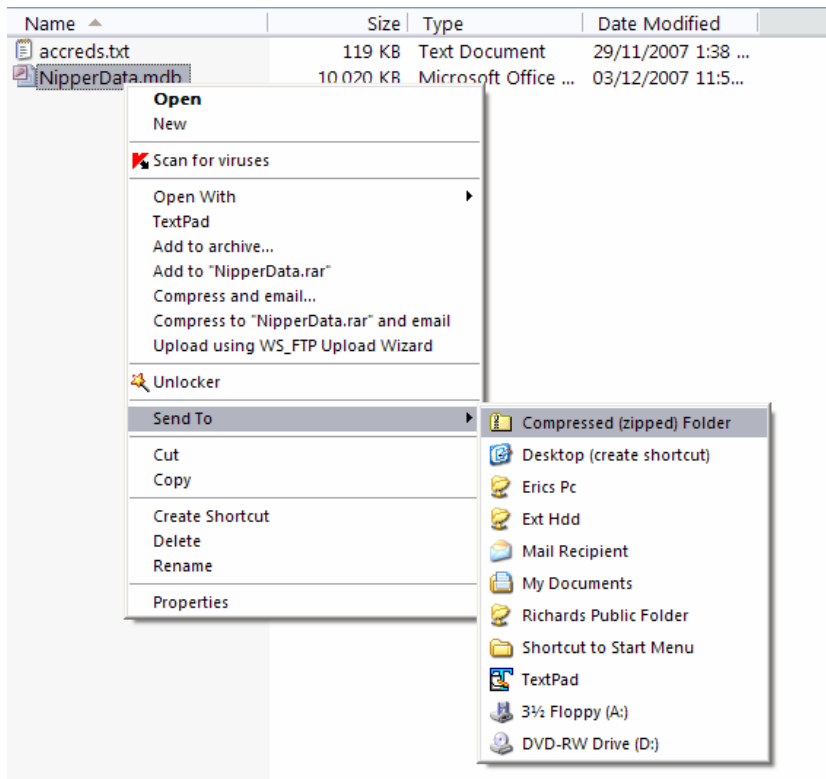 Name Size Type Date Modified
accreds.txt 119 KB Text Document 29/11/2007 1:38 ...
NipperData.mdb 10 020 KB Microsoft Office ... 03/12/2007 11:5...
Open
New
Scan for viruses
Open With
TextPad
Add to archive...
Add to "NipperData.rar"
Compress and email...
Compress to "NipperData.rar" and email
Upload using WS_FTP Upload Wizard
Unlocker
Send To
Cut
Copy
Create Shortcut
Delete
Rename
Properties
Compressed (zipped) Folder
Desktop (create shortcut)
Erics Pc
Ext Hdd
Mail Recipient
My Documents
Richards Public Folder
Shortcut to Start Menu
TextPad
3½ Floppy (A:)
DVD-RW Drive (D:)